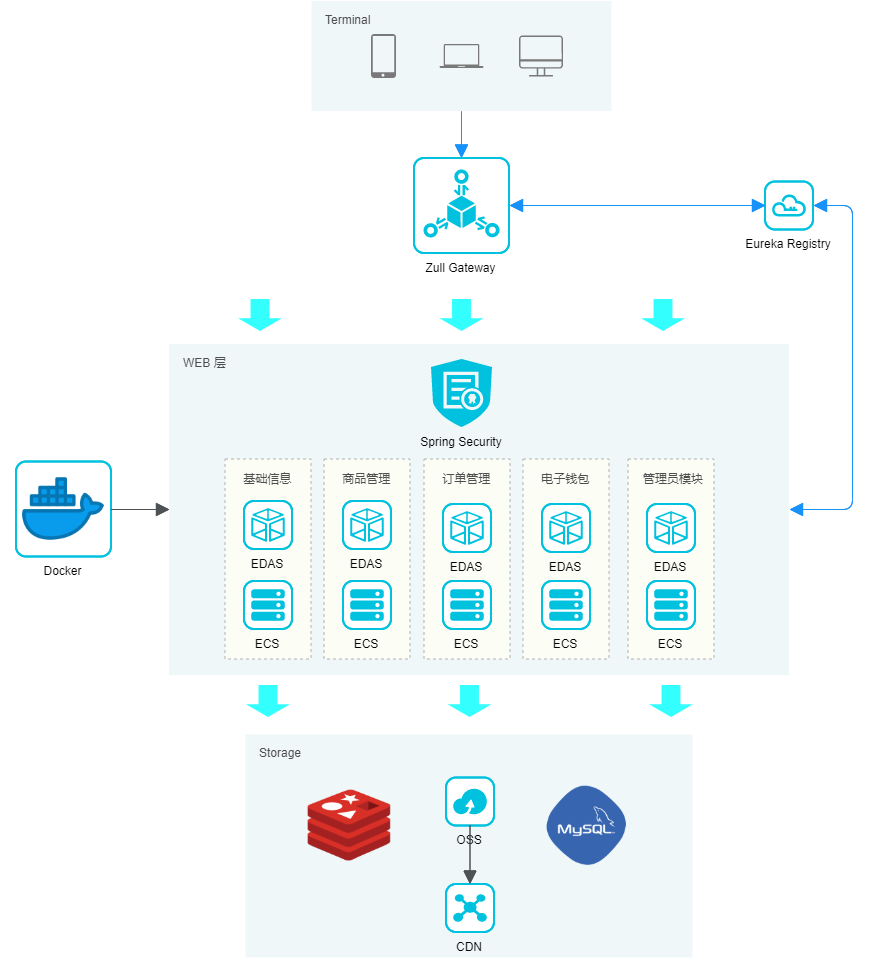 Terminal
Zull Gateway
Eureka Registry
WEB 层
Spring Security
基础信息
商品管理
订单管理
电子钱包
管理员模块
EDAS
EDAS
EDAS
EDAS
EDAS
ECS
ECS
ECS
ECS
ECS
Docker
Storage
OSS
MySQL
CDN